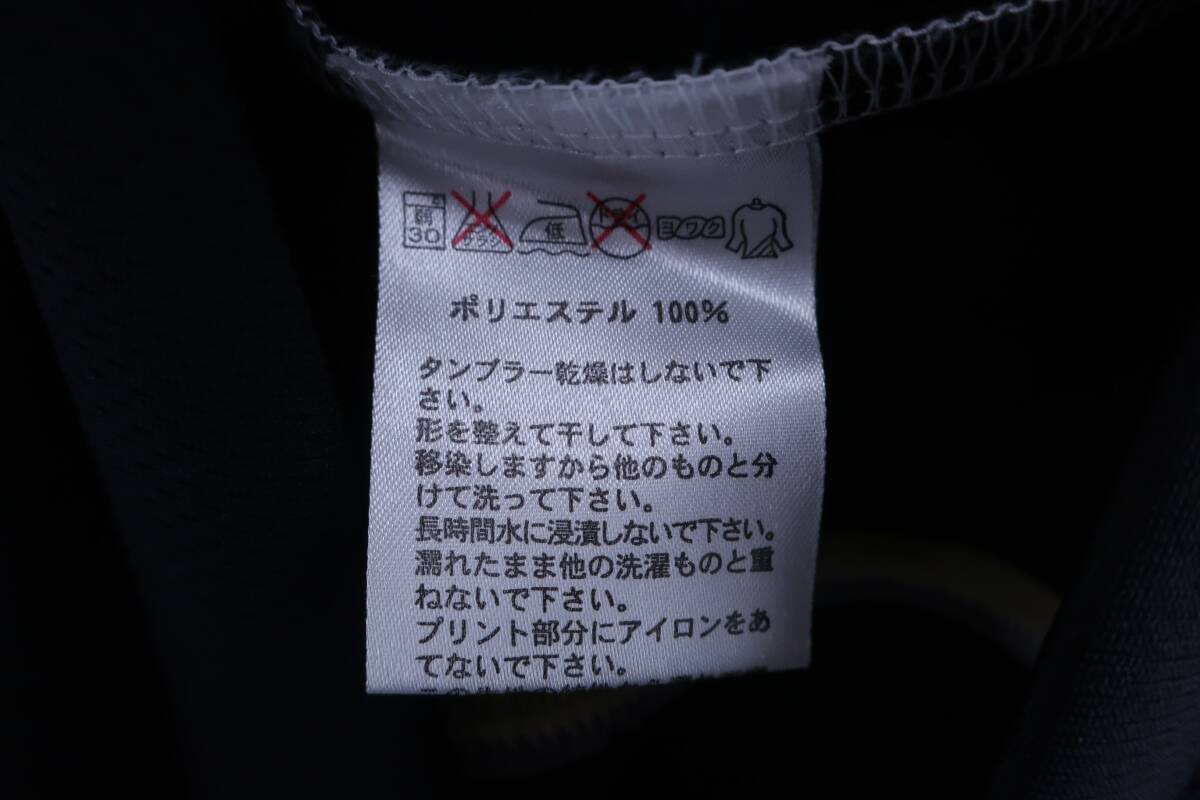 弱 30 低 ドライ ヨワク
ポリエステル 100%
タンブラー乾燥はしないで下
さい。
形を整えて干して下さい。
移染しますから他のものと分
けて洗って下さい。
長時間水に浸漬しないで下さい。
濡れたまま他の洗濯ものと重
ねないで下さい。
プリント部分にアイロンをあ
てないで下さい。